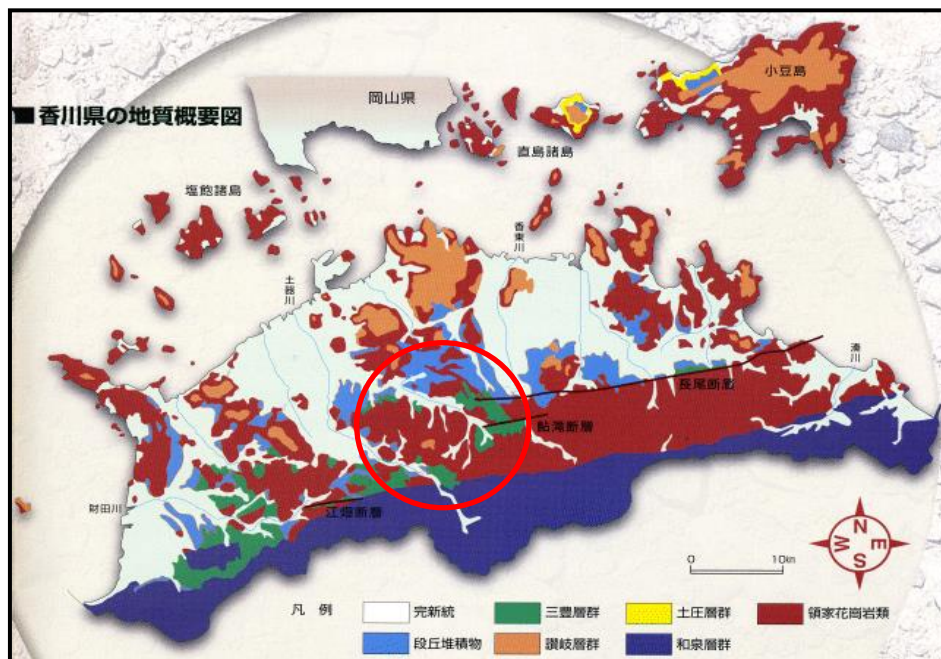 ■香川県の地質概要図
岡山県
小豆島
直島諸島
塩飽諸島
香東川
土器川
湊川
長尾断層
鮎滝断層
財田川
江畑断層
N
W E
S
0 10km
凡 例
完新統
三豊層群
土圧層群
領家花崗岩類
段丘堆積物
讃岐層群
和泉層群